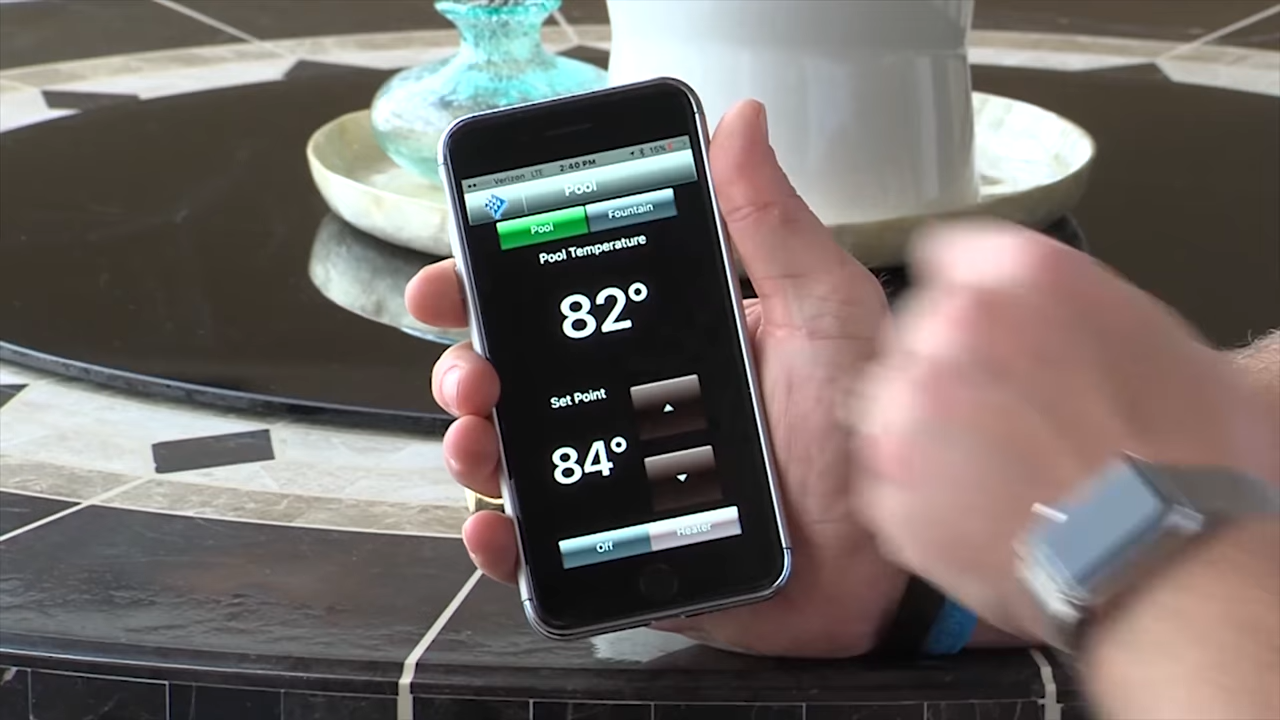 Verizon LTE 2:40 PM 15%
Pool
Pool Fountain
Pool Temperature
82°
Set Point
84°
Off Heater